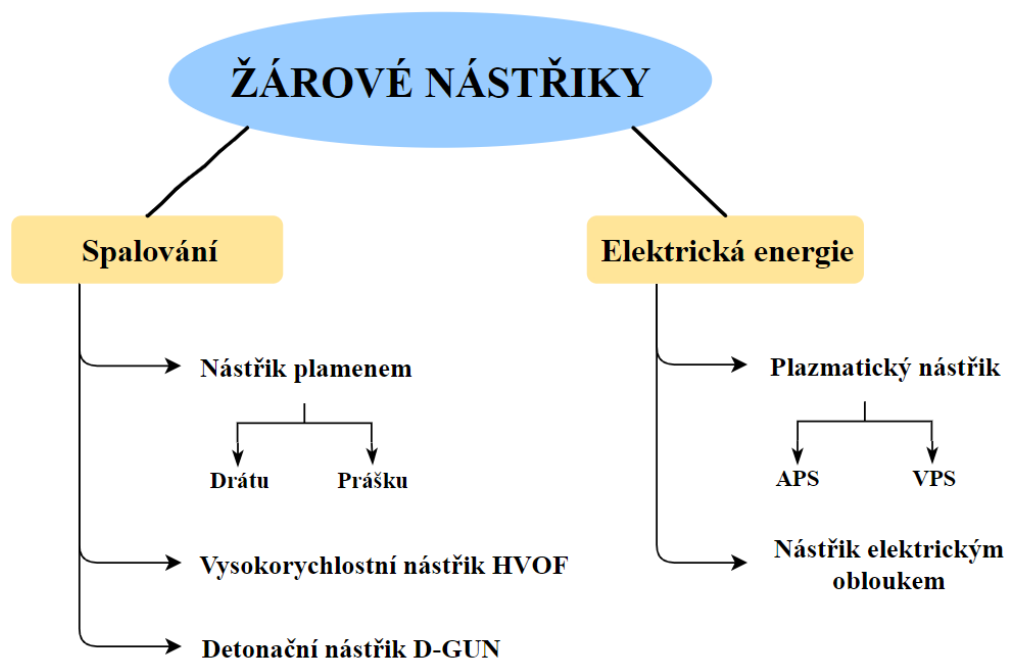 ŽÁROVÉ NÁSTŘIKY
Spalování
Elektrická energie
Nástřik plamenem
Plazmatický nástřik
Drátu
Prášku
APS
VPS
Vysokorychlostní nástřik HVOF
Nástřik elektrickým
obloukem
Detonační nástřik D-GUN